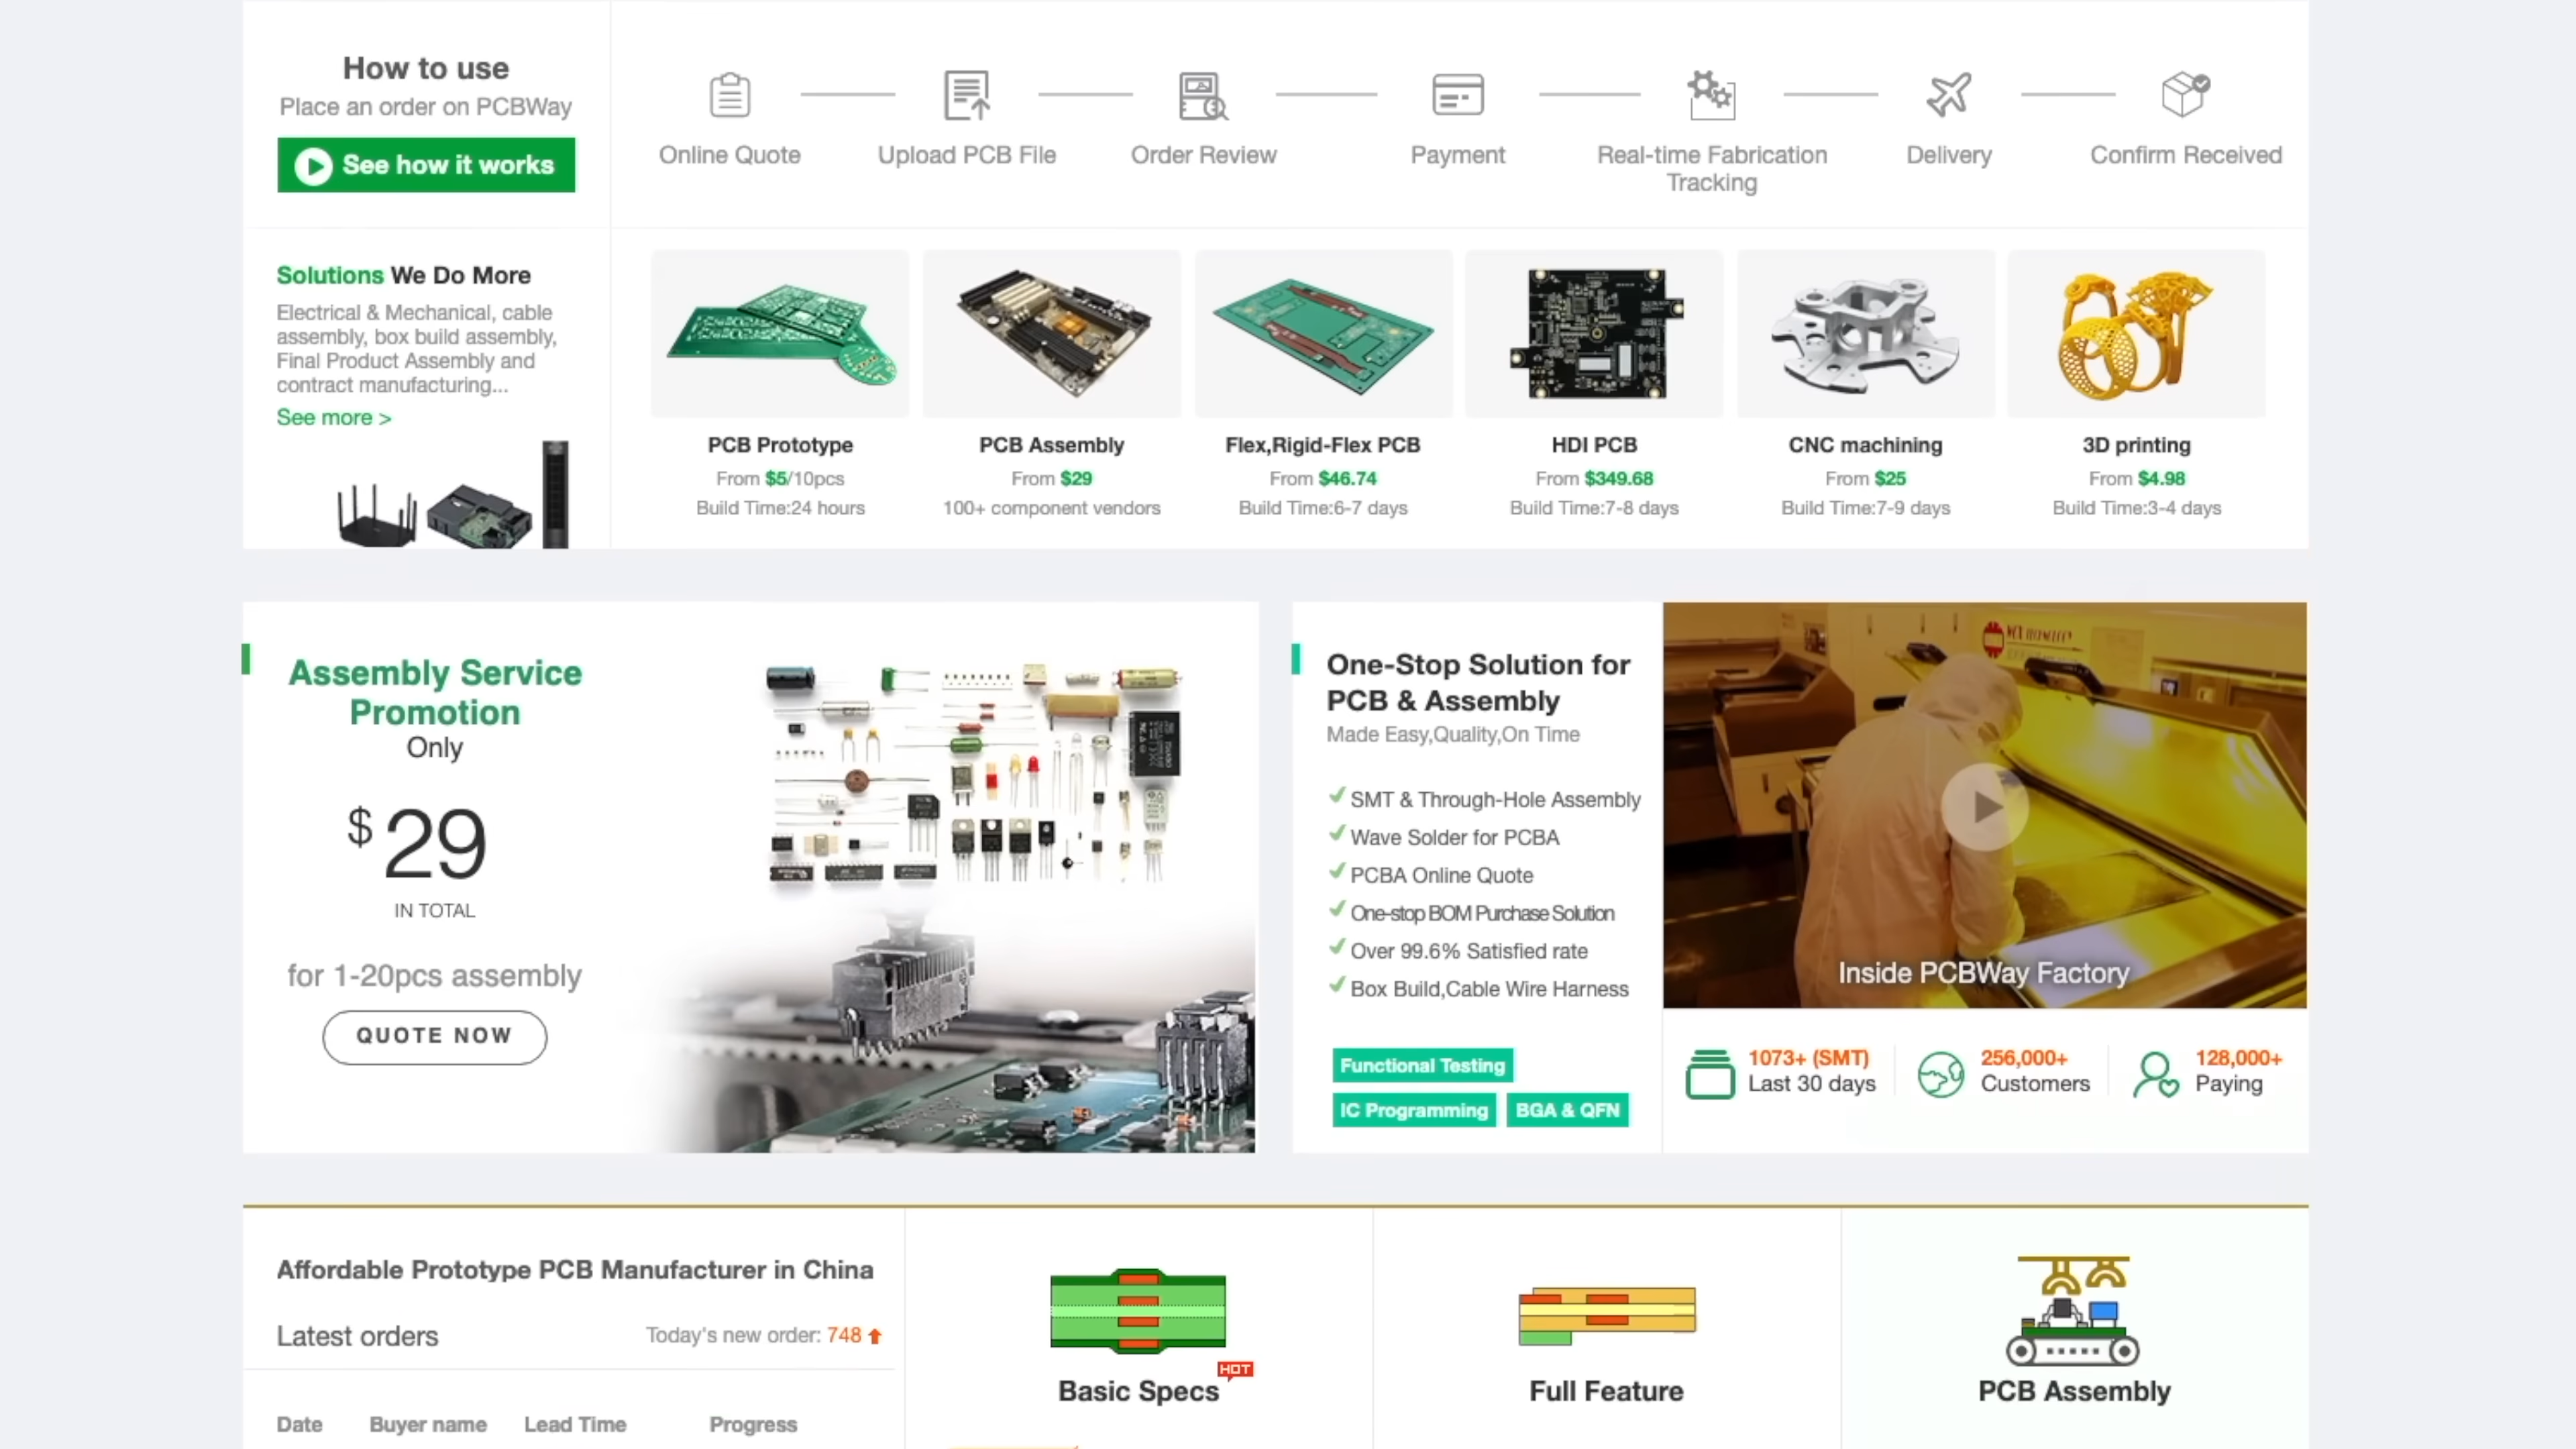 How to use
Place an order on PCBWay
See how it works
Online Quote
Upload PCB File
Order Review
Payment
Real-time Fabrication
Tracking
Delivery
Confirm Received
Solutions We Do More
Electrical & Mechanical, cable
assembly, box build assembly,
Final Product Assembly and
contract manufacturing...
See more >
PCB Prototype
From $5/10pcs
Build Time:24 hours
PCB Assembly
From $29
100+ component vendors
Flex,Rigid-Flex PCB
From $46.74
Build Time:6-7 days
HDI PCB
From $349.68
Build Time:7-8 days
CNC machining
From $25
Build Time:7-9 days
3D printing
From $4.98
Build Time:3-4 days
Assembly Service
Promotion
Only
$29
IN TOTAL
for 1-20pcs assembly
QUOTE NOW
One-Stop Solution for
PCB & Assembly
Made Easy,Quality,On Time
SMT & Through-Hole Assembly
Wave Solder for PCBA
PCBA Online Quote
One-stop BOM Purchase Solution
Over 99.6% Satisfied rate
Box Build,Cable Wire Harness
Functional Testing
IC Programming
BGA & QFN
Inside PCBWay Factory
1073+ (SMT)
Last 30 days
256,000+
Customers
128,000+
Paying
Affordable Prototype PCB Manufacturer in China
Latest orders
Today's new order: 748
Date Buyer name Lead Time Progress
HOT
Basic Specs
Full Feature
PCB Assembly